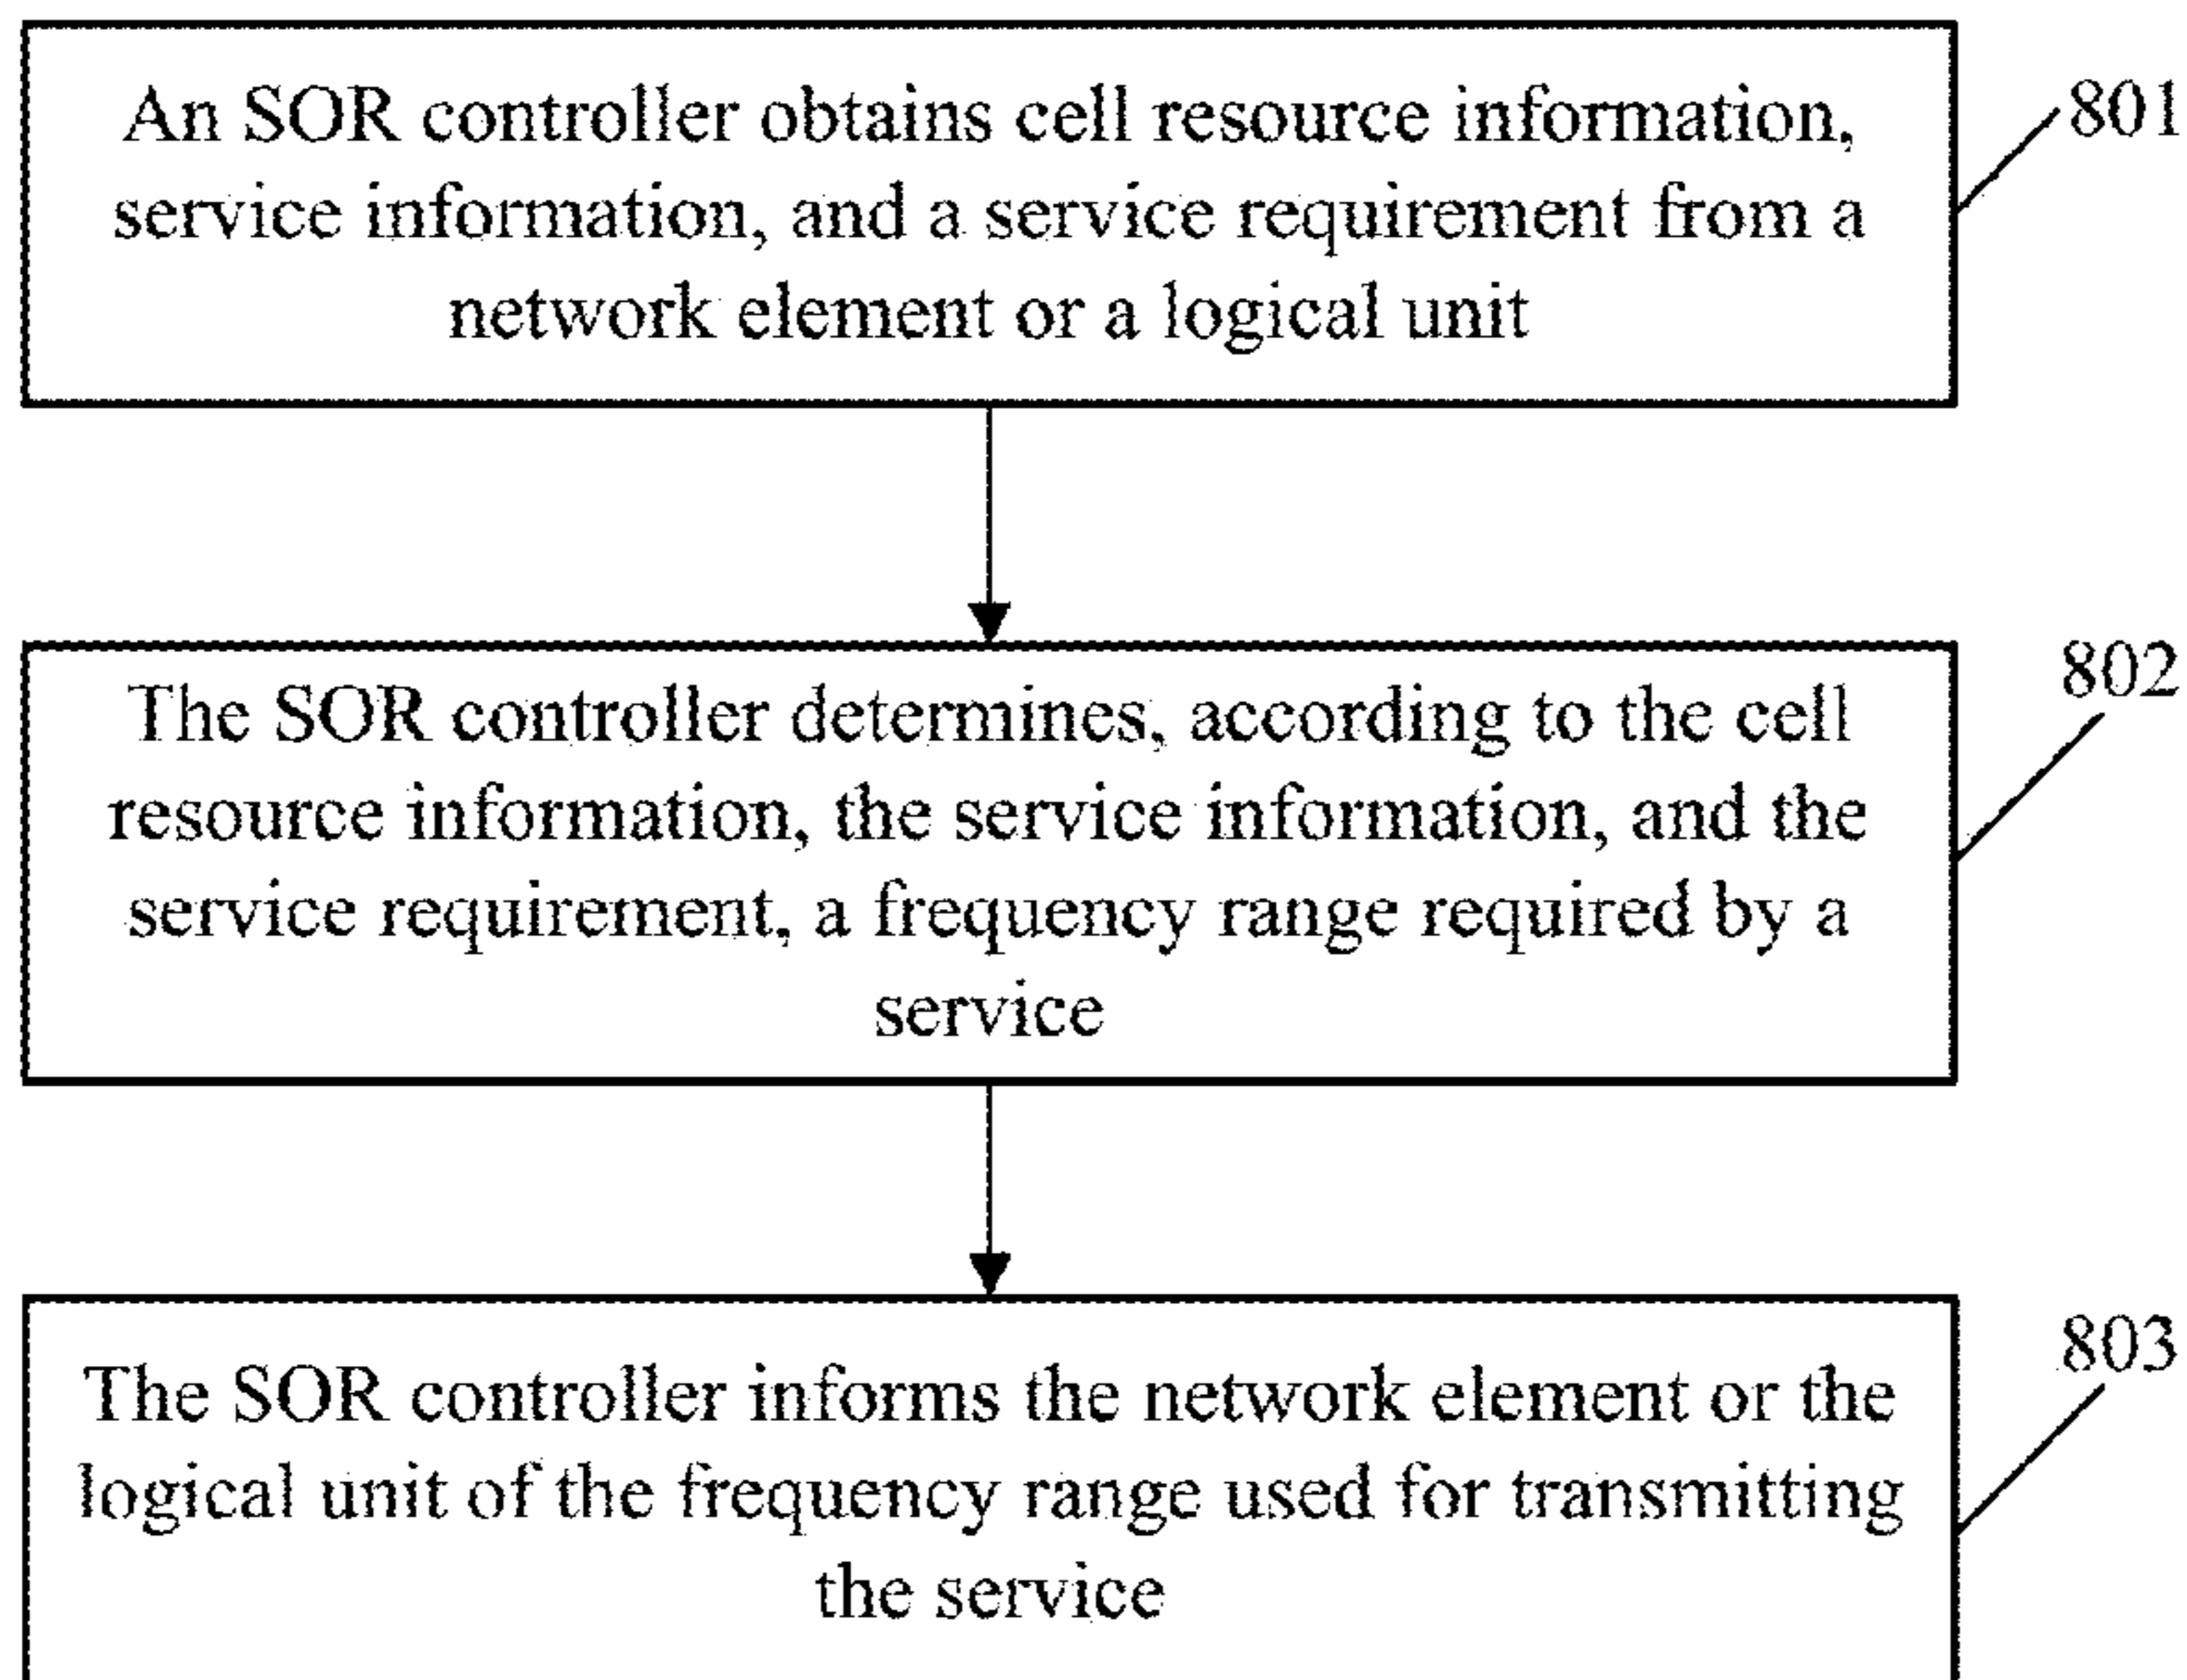 An SOR controller obtains cell resource information,
service information, and a service requirement from a
network element or a logical unit
801
The SOR controller determines, according to the cell
resource information, the service information, and the
service requirement, a frequency range required by a
service
802
The SOR controller informs the network element or the
logical unit of the frequency range used for transmitting
the service
803